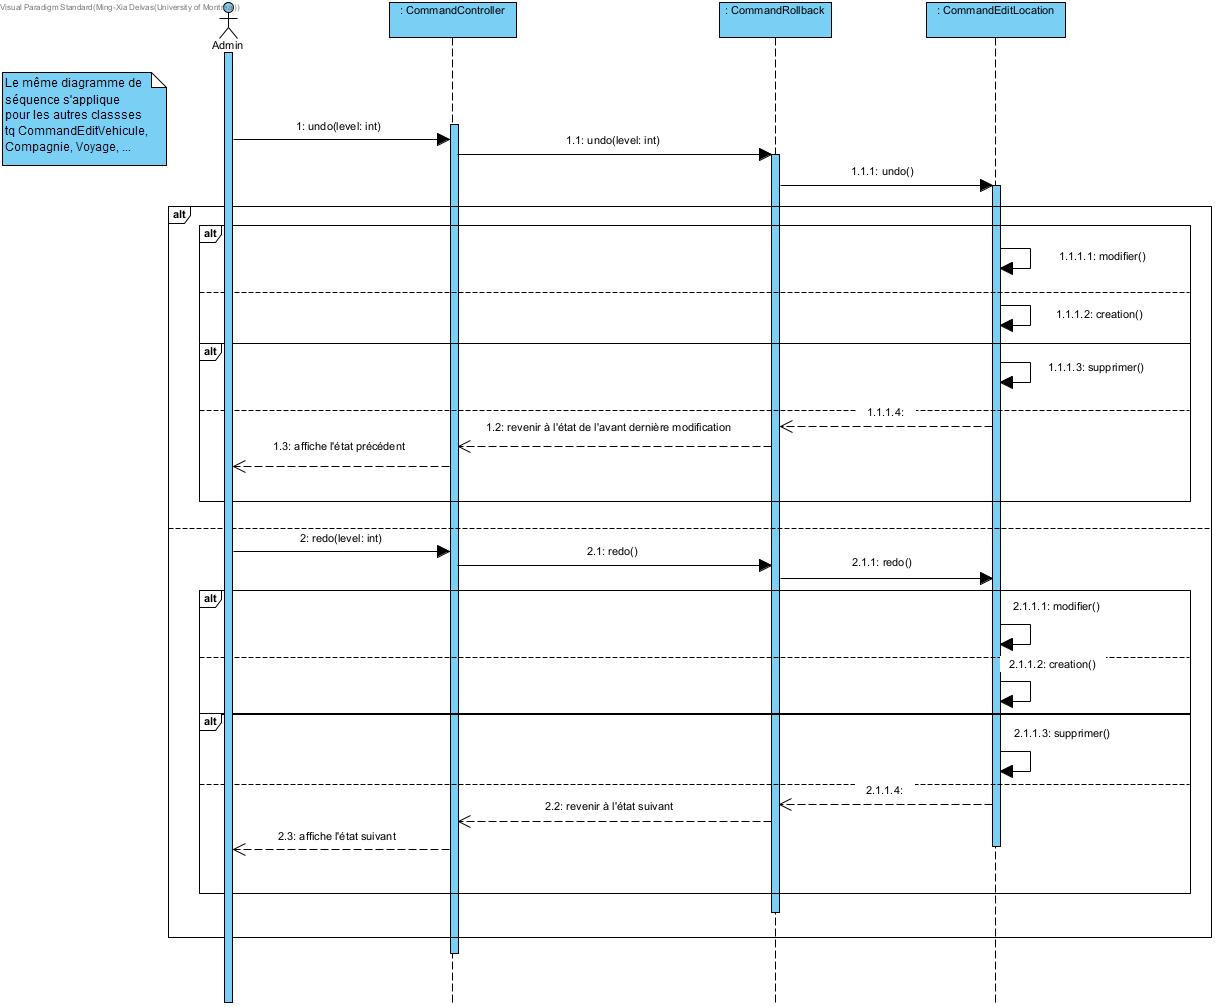 Visual Paradigm Standard(Ming-Xia Delvas(University of Montreal))
: CommandController
: CommandRollback
: CommandEditLocation
Admin
Le même diagramme de
séquence s'applique
pour les autres classses
tq CommandEditVehicule,
Compagnie, Voyage, ...
1: undo(level: int)
1.1: undo(level: int)
1.1.1: undo()
alt
alt
1.1.1.1: modifier()
1.1.1.2: creation()
alt
1.1.1.3: supprimer()
1.1.1.4:
1.2: revenir à l'état de l'avant dernière modification
1.3: affiche l'état précédent
2: redo(level: int)
2.1: redo()
2.1.1: redo()
alt
2.1.1.1: modifier()
2.1.1.2: creation()
alt
2.1.1.3: supprimer()
2.1.1.4:
2.2: revenir à l'état suivant
2.3: affiche l'état suivant